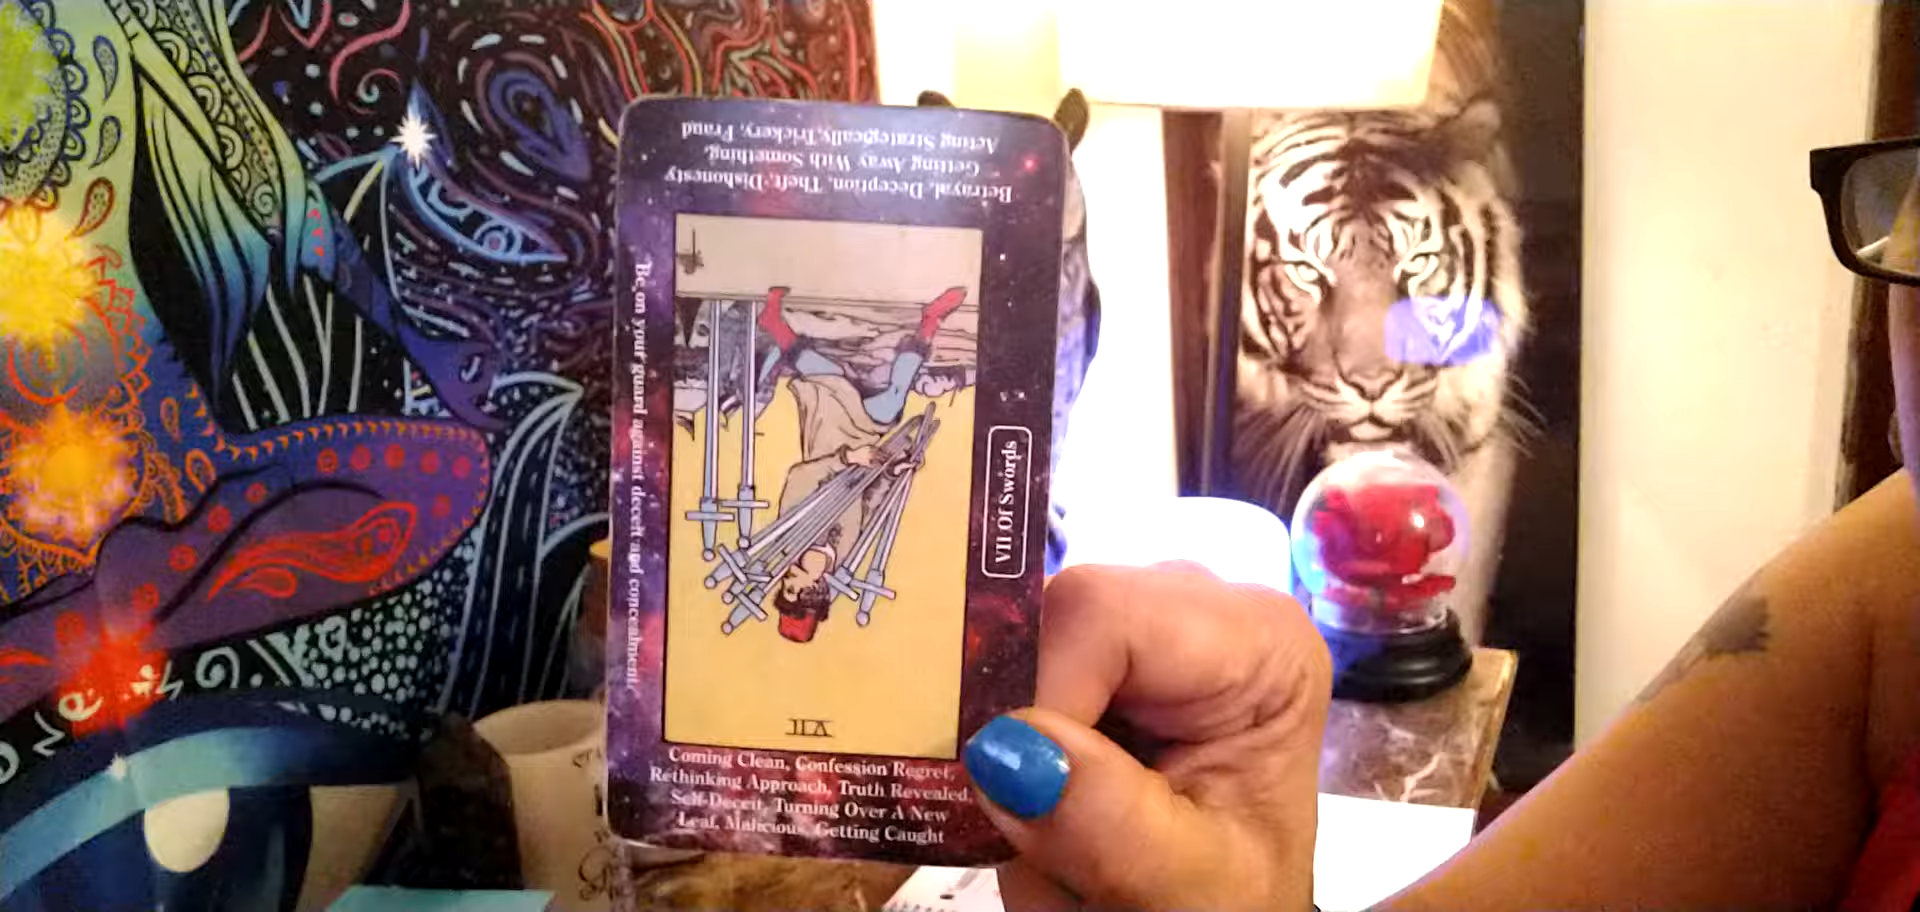 Betrayal, Deception, Theft, Dishonesty
Getting Away With Something,
Acting Strategically, Trickery, Fraud
Be on your guard against deceit and concealment.
VII Of Swords
VII
Coming Clean, Confession Regret,
Rethinking Approach, Truth Revealed,
Self-Deceit, Turning Over A New
Leaf, Malicious, Getting Caught